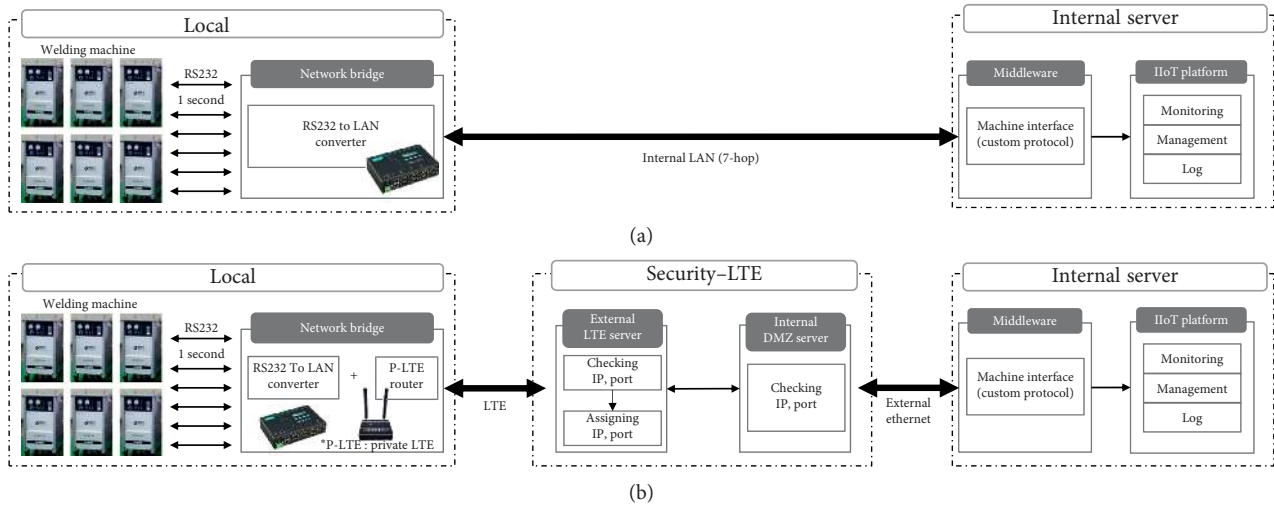 Local
Internal server
Welding machine
RS232
1 second
Network bridge
RS232 to LAN
converter
Internal LAN (7-hop)
Middleware
Machine interface
(custom protocol)
IIoT platform
Monitoring
Management
Log
(a)
Local
Security–LTE
Internal server
Welding machine
RS232
1 second
Network bridge
RS232 To LAN
converter
+
P-LTE
router
*P-LTE : private LTE
LTE
External
LTE server
Checking
IP, port
Assigning
IP, port
Internal
DMZ server
Checking
IP, port
External
ethernet
Middleware
Machine interface
(custom protocol)
IIoT platform
Monitoring
Management
Log
(b)